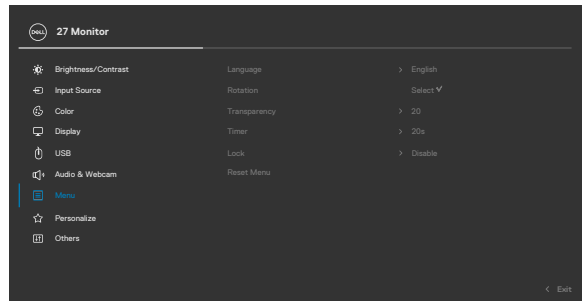 DELL 27 Monitor
Brightness/Contrast Language > English
Input Source Rotation Select √
Color Transparency > 20
Display Timer > 20s
USB Lock > Disable
Audio & Webcam Reset Menu
Menu
Personalize
Others
< Exit